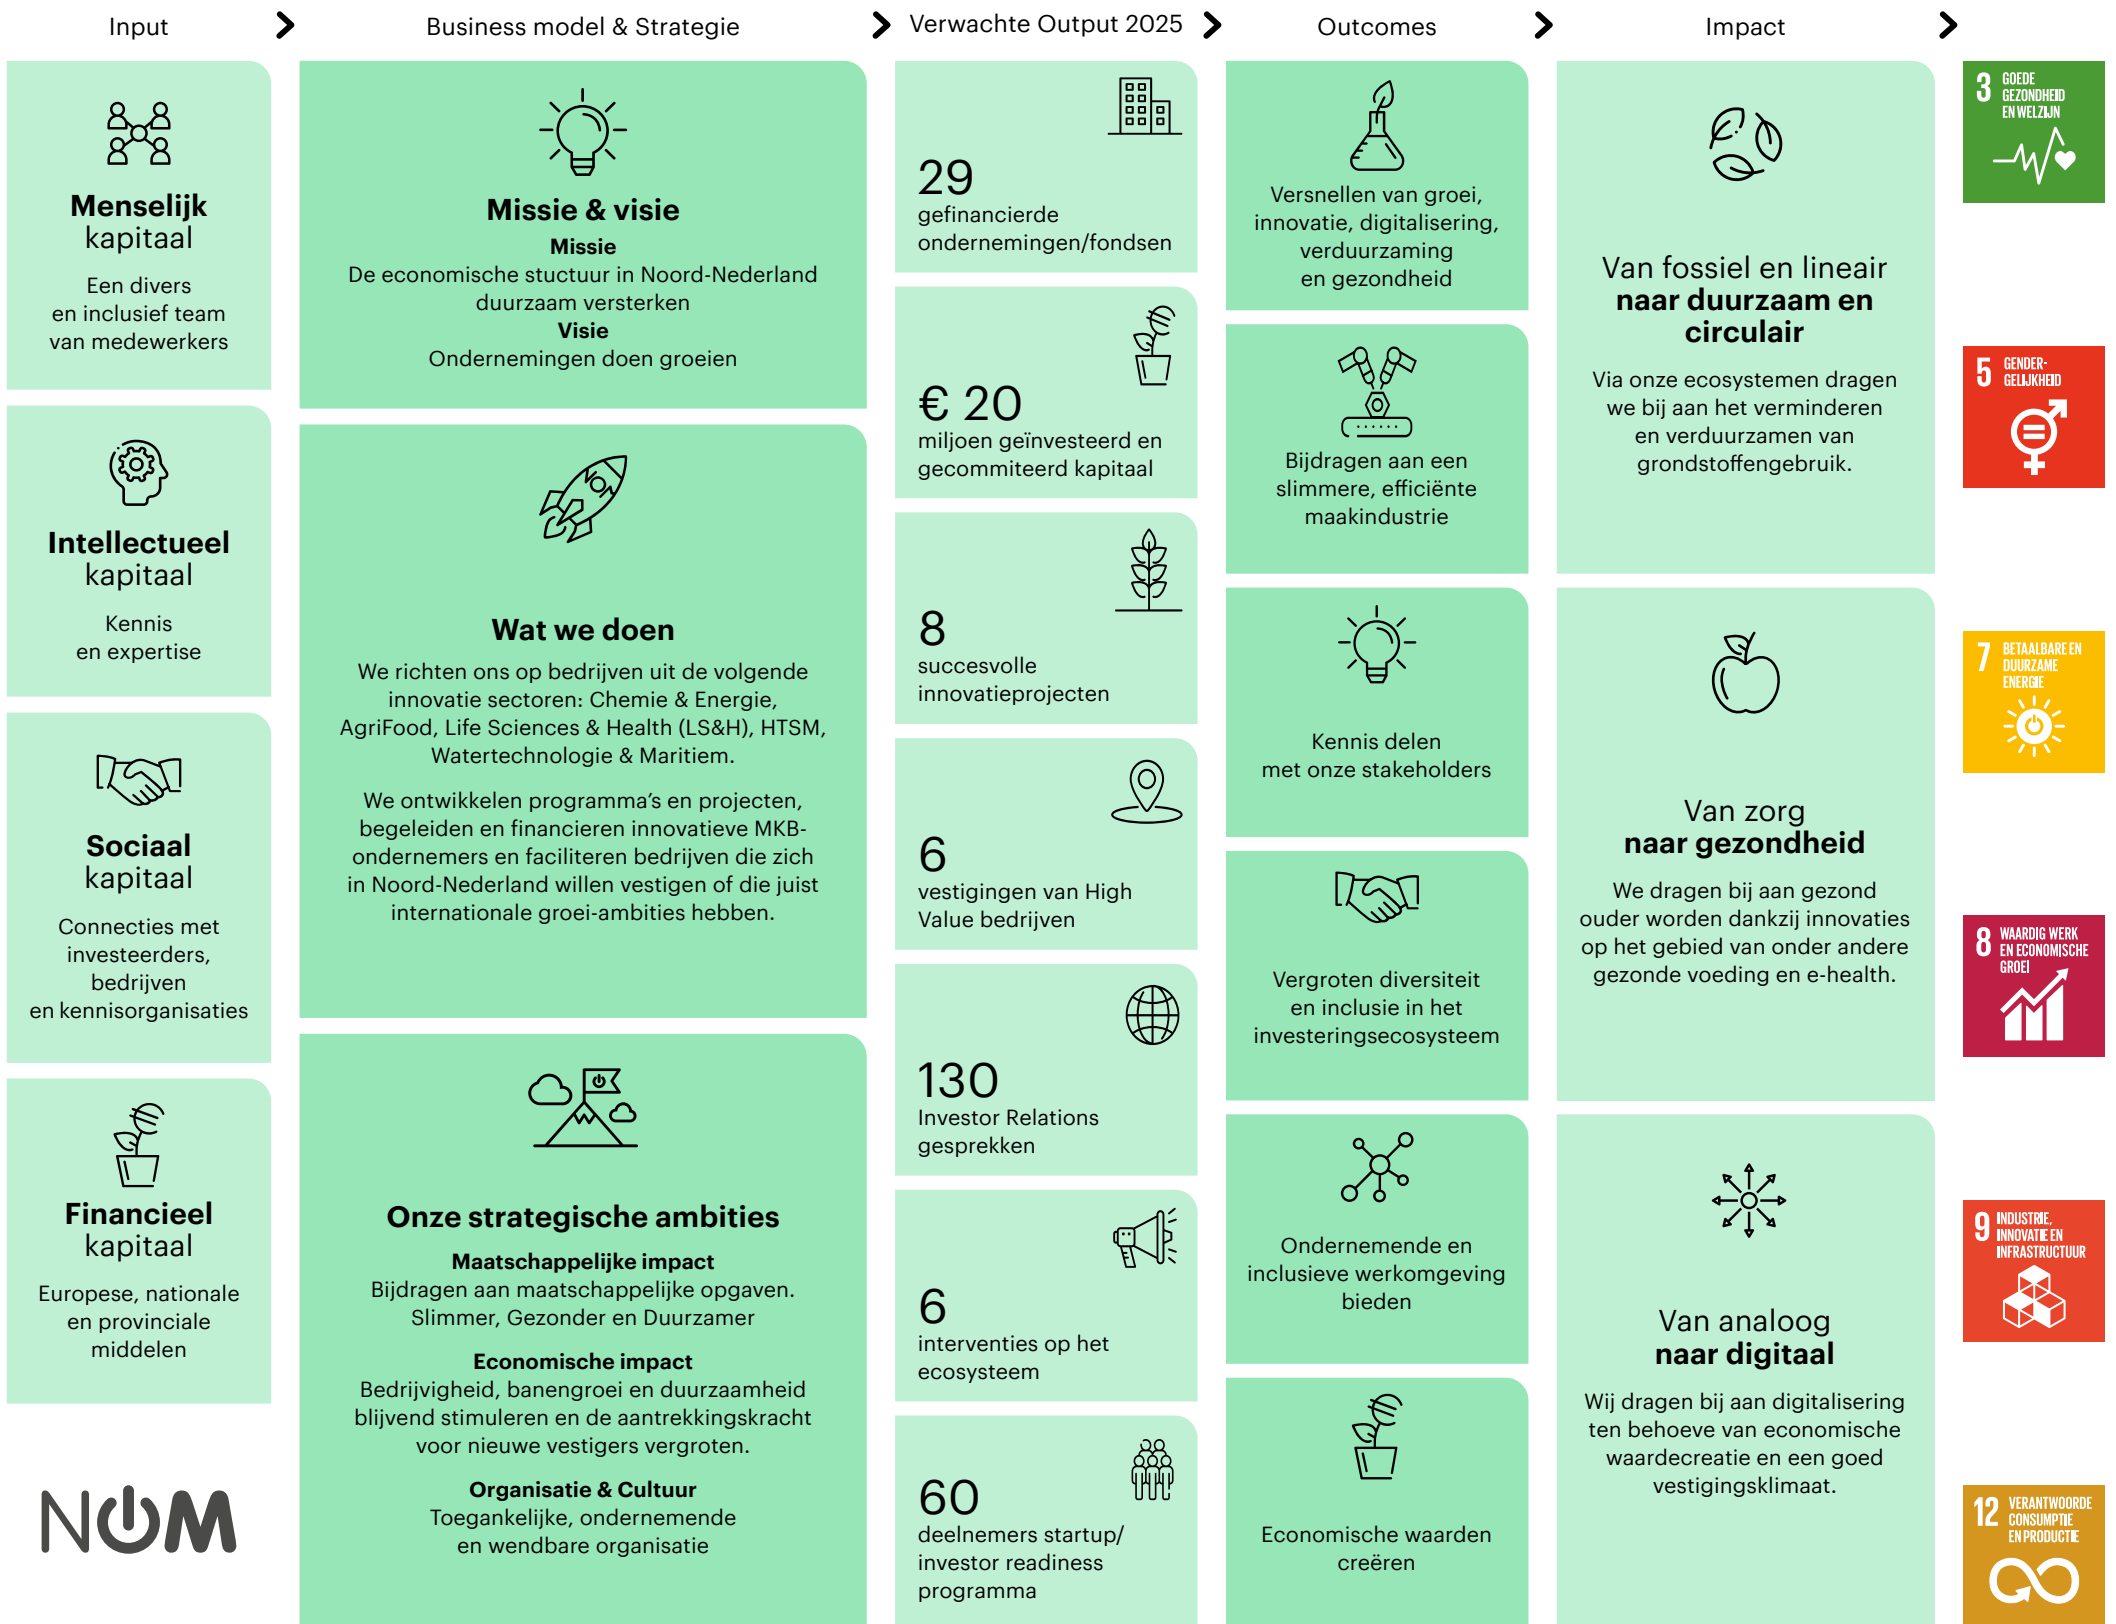 Input
Business model & Strategie
Verwachte Output 2025
Outcomes
Impact
Menselijk
kapitaal
Een divers
en inclusief team
van medewerkers
Intellectueel
kapitaal
Kennis
en expertise
Sociaal
kapitaal
Connecties met
investeerders,
bedrijven
en kennisorganisaties
Financieel
kapitaal
Europese, nationale
en provinciale
middelen
NOM
Missie & visie
Missie
De economische stuctuur in Noord-Nederland
duurzaam versterken
Visie
Ondernemingen doen groeien
NOM
Wat we doen
We richten ons op bedrijven uit de volgende
innovatie sectoren: Chemie & Energie,
AgriFood, Life Sciences & Health (LS&H), HTSM,
Watertechnologie & Maritiem.
We ontwikkelen programma's en projecten,
begeleiden en financieren innovatieve MKB-
ondernemers en faciliteren bedrijven die zich
in Noord-Nederland willen vestigen of die juist
internationale groei-ambities hebben.
Onze strategische ambities
Maatschappelijke impact
Bijdragen aan maatschappelijke opgaven.
Slimmer, Gezonder en Duurzamer
Economische impact
Bedrijvigheid, banengroei en duurzaamheid
blijvend stimuleren en de aantrekkingskracht
voor nieuwe vestigers vergroten.
Organisatie & Cultuur
Toegankelijke, ondernemende
en wendbare organisatie
29
gefinancierde
ondernemingen/fondsen
€ 20
miljoen geïnvesteerd en
gecommiteerd kapitaal
8
succesvolle
innovatieprojecten
6
vestigingen van High
Value bedrijven
130
Investor Relations
gesprekken
6
interventies op het
ecosysteem
60
deelnemers startup/
investor readiness
programma
Versnellen van groei,
innovatie, digitalisering,
verduurzaming
en gezondheid
Bijdragen aan een
slimmere, efficiënte
maakindustrie
Kennis delen
met onze stakeholders
Vergroten diversiteit
en inclusie in het
investeringsecosysteem
Ondernemende en
inclusieve werkomgeving
bieden
Economische waarden
creëren
Van fossiel en lineair
naar duurzaam en
circulair
Via onze ecosystemen dragen
we bij aan het verminderen
en verduurzamen van
grondstoffengebruik.
Van zorg
naar gezondheid
We dragen bij aan gezond
ouder worden dankzij innovaties
op het gebied van onder andere
gezonde voeding en e-health.
Van analoog
naar digitaal
Wij dragen bij aan digitalisering
ten behoeve van economische
waardecreatie en een goed
vestigingsklimaat.
3 GOEDE
GEZONDHEID
EN WELZIJN
5 GENDER-
GELIJKHEID
7 BETAALBARE EN
DUURZAME
ENERGIE
8 WAARDIG WERK
EN ECONOMISCHE
GROEI
9 INDUSTRIE,
INNOVATIE EN
INFRASTRUCTUUR
12 VERANTWOORDE
CONSUMPTIE
EN PRODUCTIE